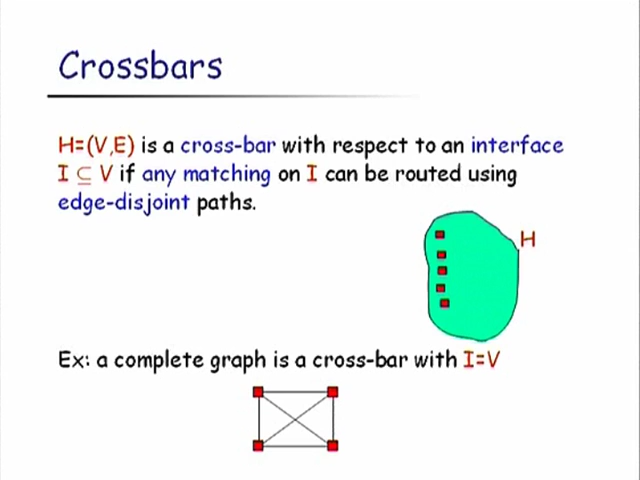 Crossbars
H=(V,E) is a cross-bar with respect to an interface
I ⊆ V if any matching on I can be routed using
edge-disjoint paths.
H
Ex: a complete graph is a cross-bar with I=V